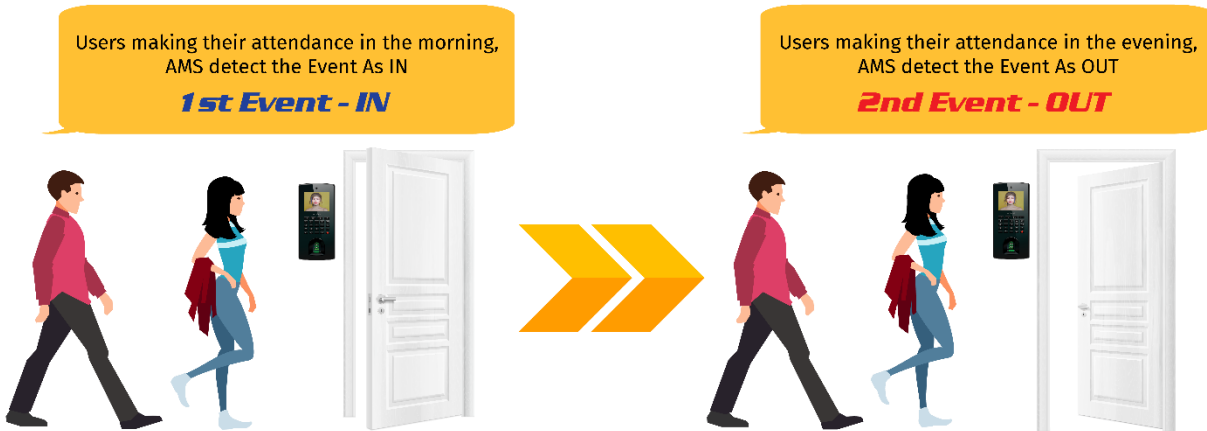 Users making their attendance in the morning,
AMS detect the Event As IN
1st Event - IN
Users making their attendance in the evening,
AMS detect the Event As OUT
2nd Event - OUT